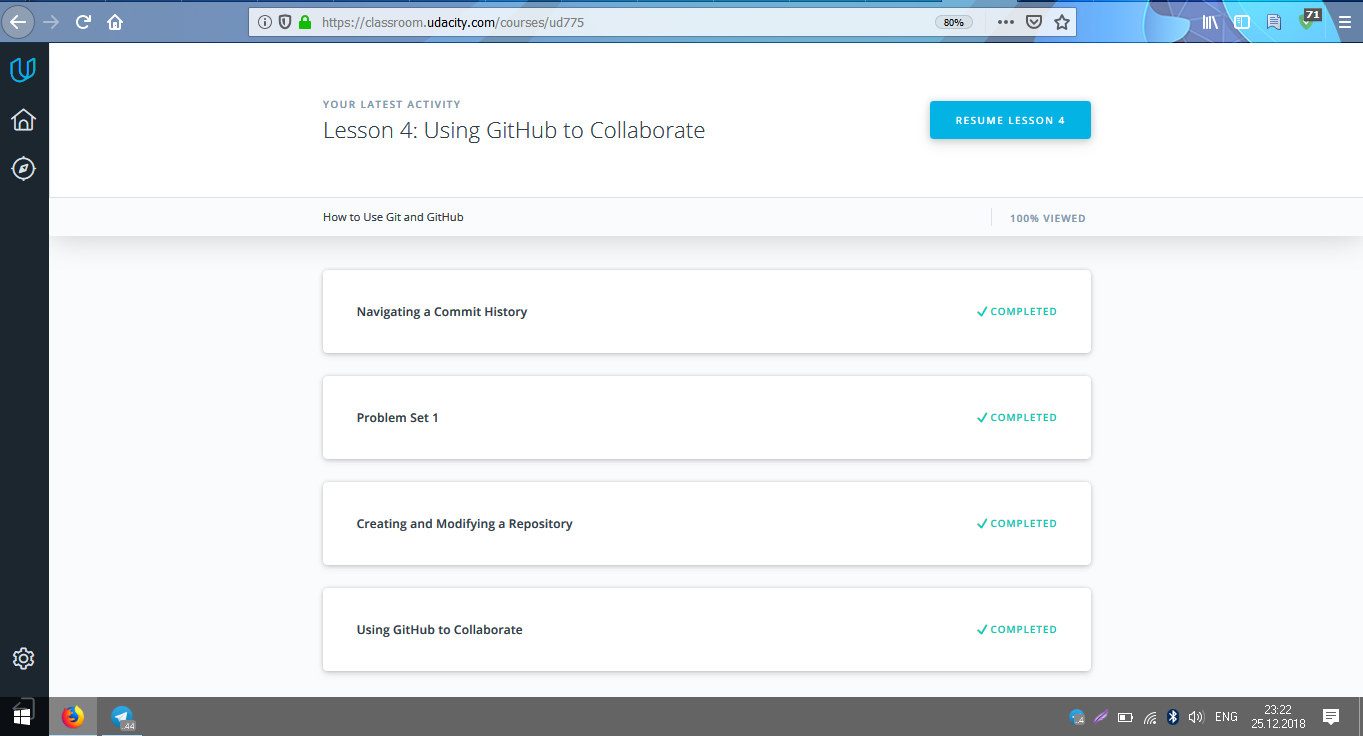 https://classroom.udacity.com/courses/ud775
80%
71
YOUR LATEST ACTIVITY
Lesson 4: Using GitHub to Collaborate
RESUME LESSON 4
How to Use Git and GitHub
100% VIEWED
Navigating a Commit History
COMPLETED
Problem Set 1
COMPLETED
Creating and Modifying a Repository
COMPLETED
Using GitHub to Collaborate
COMPLETED
.44
ENG
23:22
25.12.2018